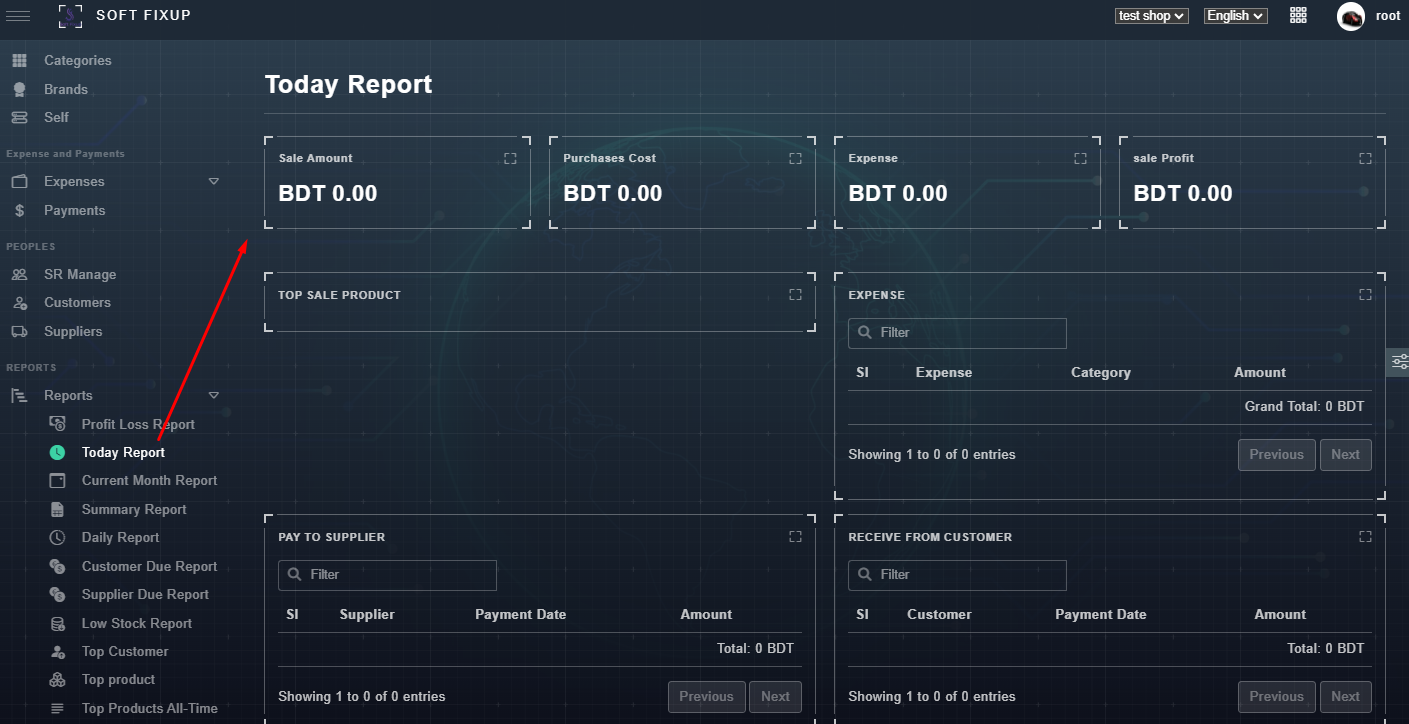 SOFT FIXUP
test shop
English
root
Categories
Brands
Self
Expense and Payments
Expenses
Payments
PEOPLES
SR Manage
Customers
Suppliers
REPORTS
Reports
Profit Loss Report
Today Report
Current Month Report
Summary Report
Daily Report
Customer Due Report
Supplier Due Report
Low Stock Report
Top Customer
Top product
Top Products All-Time
Today Report
Sale Amount
BDT 0.00
Purchases Cost
BDT 0.00
Expense
BDT 0.00
sale Profit
BDT 0.00
TOP SALE PRODUCT
EXPENSE
Filter
SI Expense Category Amount
Grand Total: 0 BDT
Showing 1 to 0 of 0 entries
Previous Next
PAY TO SUPPLIER
Filter
SI Supplier Payment Date Amount
Total: 0 BDT
Showing 1 to 0 of 0 entries
Previous Next
RECEIVE FROM CUSTOMER
Filter
SI Customer Payment Date Amount
Total: 0 BDT
Showing 1 to 0 of 0 entries
Previous Next